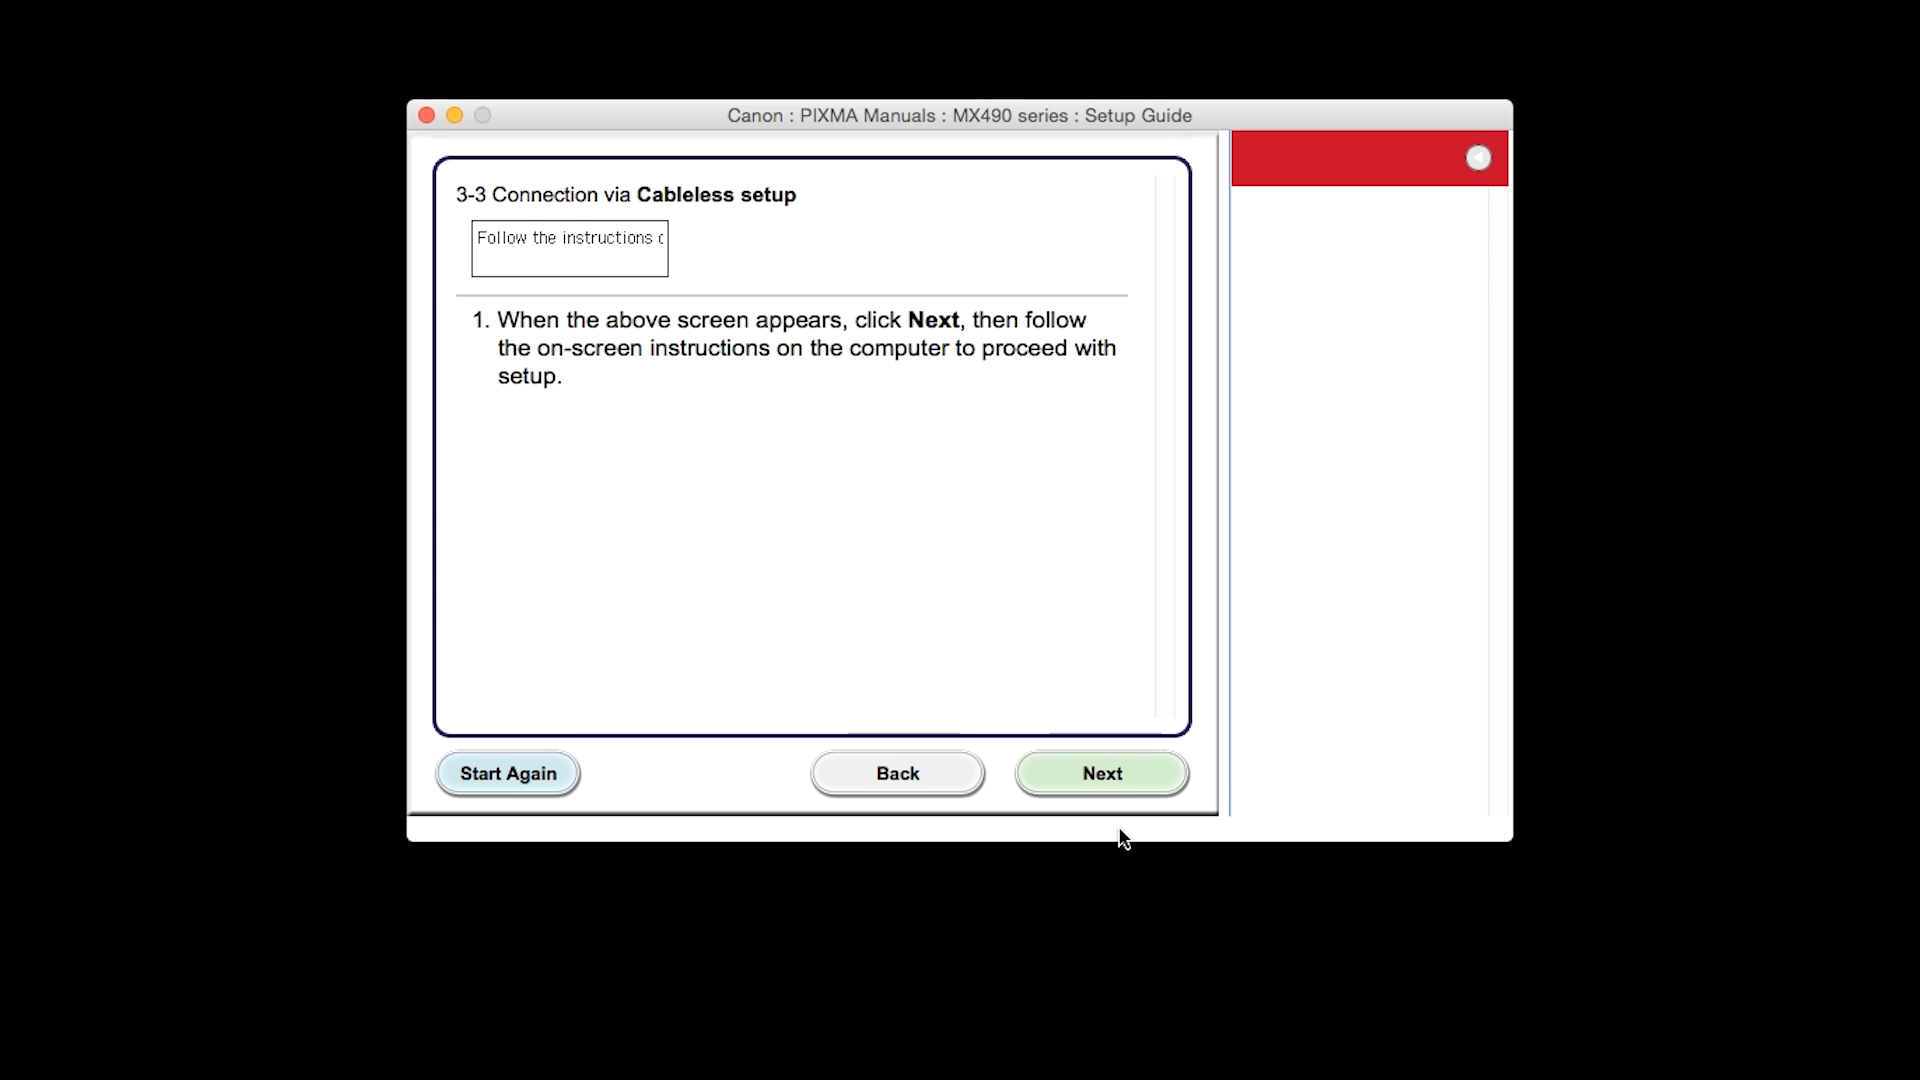 Canon : PIXMA Manuals : MX490 series : Setup Guide
3-3 Connection via Cableless setup
Follow the instructions
1. When the above screen appears, click Next, then follow
the on-screen instructions on the computer to proceed with
setup.
Start Again
Back
Next